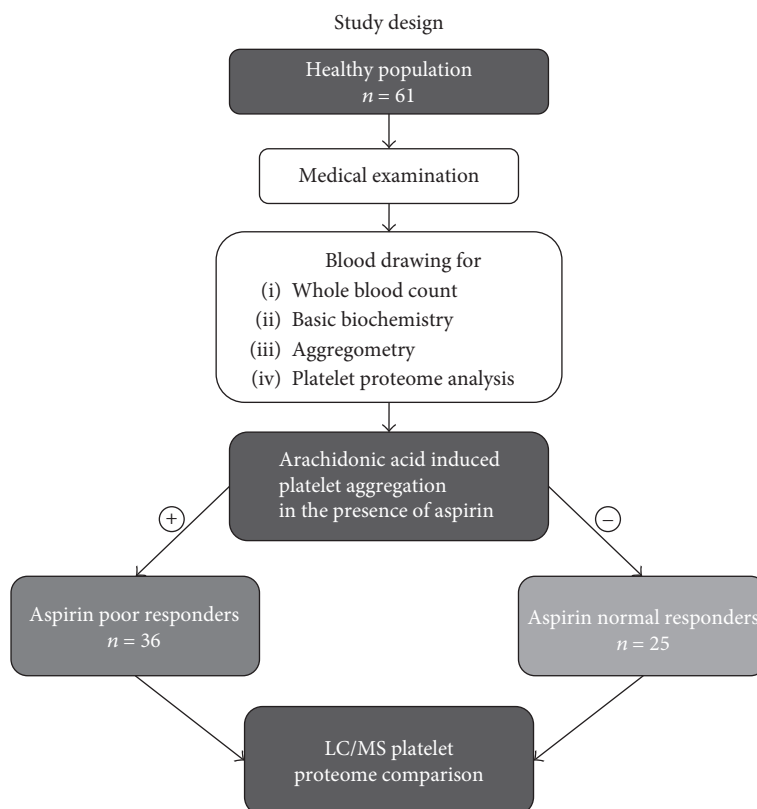 Study design
Healthy population
n = 61
Medical examination
Blood drawing for
(i) Whole blood count
(ii) Basic biochemistry
(iii) Aggregometry
(iv) Platelet proteome analysis
Arachidonic acid induced
platelet aggregation
in the presence of aspirin
+
−
Aspirin poor responders
n = 36
Aspirin normal responders
n = 25
LC/MS platelet
proteome comparison